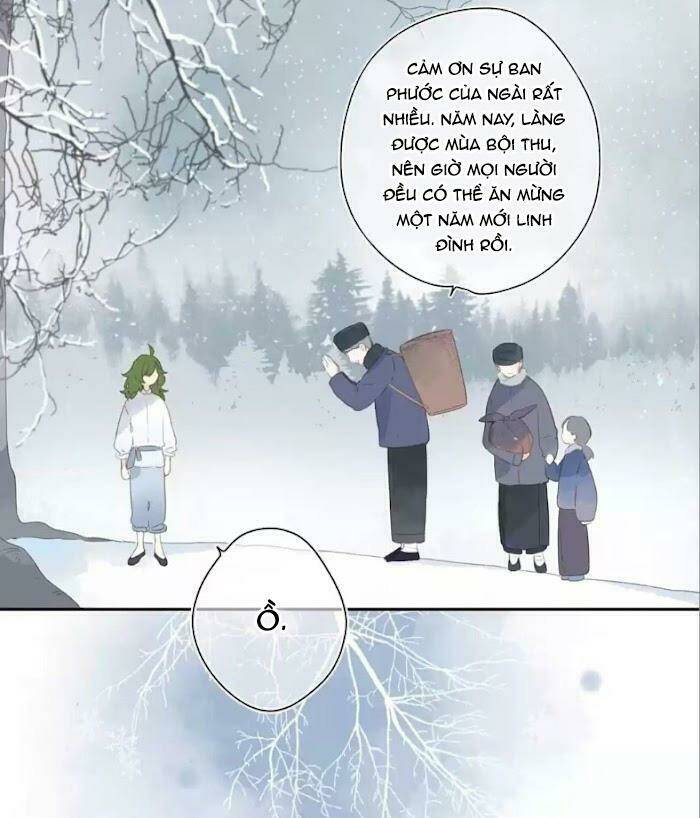 CẢM ƠN SỰ BAN
PHƯỚC CỦA NGÀI RẤT
NHIỀU. NĂM NAY, LÀNG
ĐƯỢC MÙA BỘI THU,
NÊN GIỜ MỌI NGƯỜI
ĐỀU CÓ THỂ ĂN MỪNG
MỘT NĂM MỚI LINH
ĐÌNH RỒI.
Ồ.